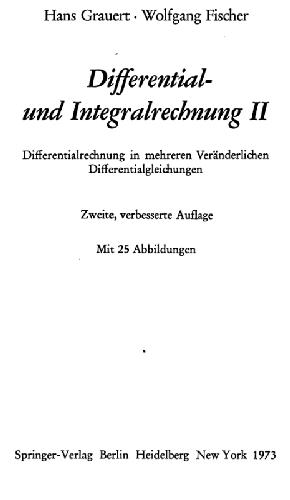 Hans Grauert · Wolfgang Fischer
Differential-
und Integralrechnung II
Differentialrechnung in mehreren Veränderlichen
Differentialgleichungen
Zweite, verbesserte Auflage
Mit 25 Abbildungen
Springer-Verlag Berlin Heidelberg New York 1973